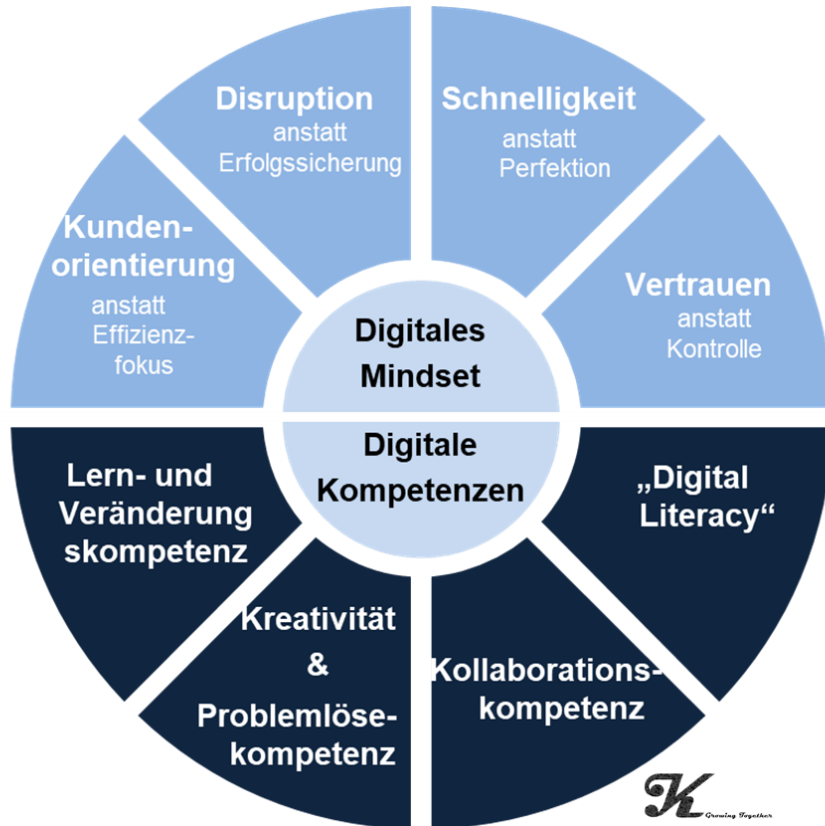 Disruption
anstatt
Erfolgssicherung
Schnelligkeit
anstatt
Perfektion
Kunden-
orientierung
anstatt
Effizienz-
fokus
Vertrauen
anstatt
Kontrolle
Digitales
Mindset
Digitale
Kompetenzen
Lern- und
Veränderung
skompetenz
„Digital
Literacy“
Kreativität
&
Problemlöse-
kompetenz
Kollaborations-
kompetenz
K
Growing Together